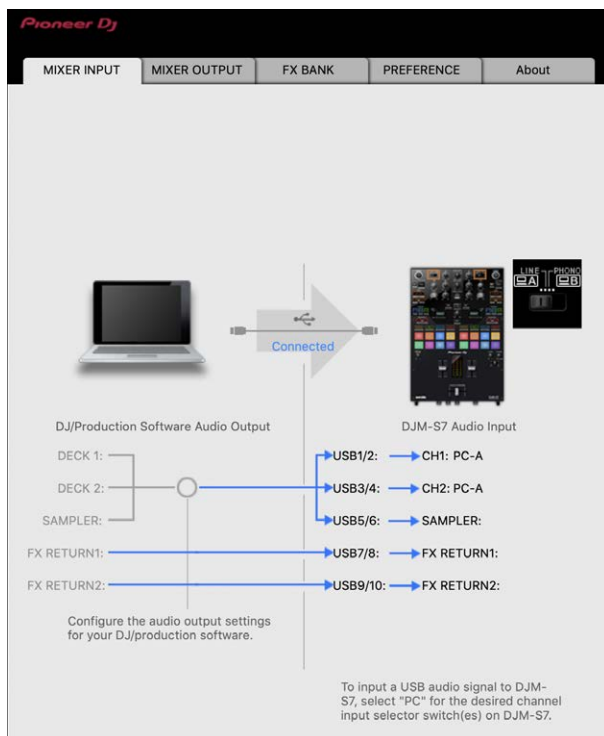 Pioneer Dj
MIXER INPUT
MIXER OUTPUT
FX BANK
PREFERENCE
About
LINE PHONO
A B
Connected
DJ/Production Software Audio Output
DJM-S7 Audio Input
DECK 1:
USB1/2:
CH1: PC-A
DECK 2:
USB3/4:
CH2: PC-A
SAMPLER:
USB5/6:
SAMPLER:
FX RETURN1:
USB7/8:
FX RETURN1:
FX RETURN2:
USB9/10:
FX RETURN2:
Configure the audio output settings
for your DJ/production software.
To input a USB audio signal to DJM-
S7, select "PC" for the desired channel
input selector switch(es) on DJM-S7.